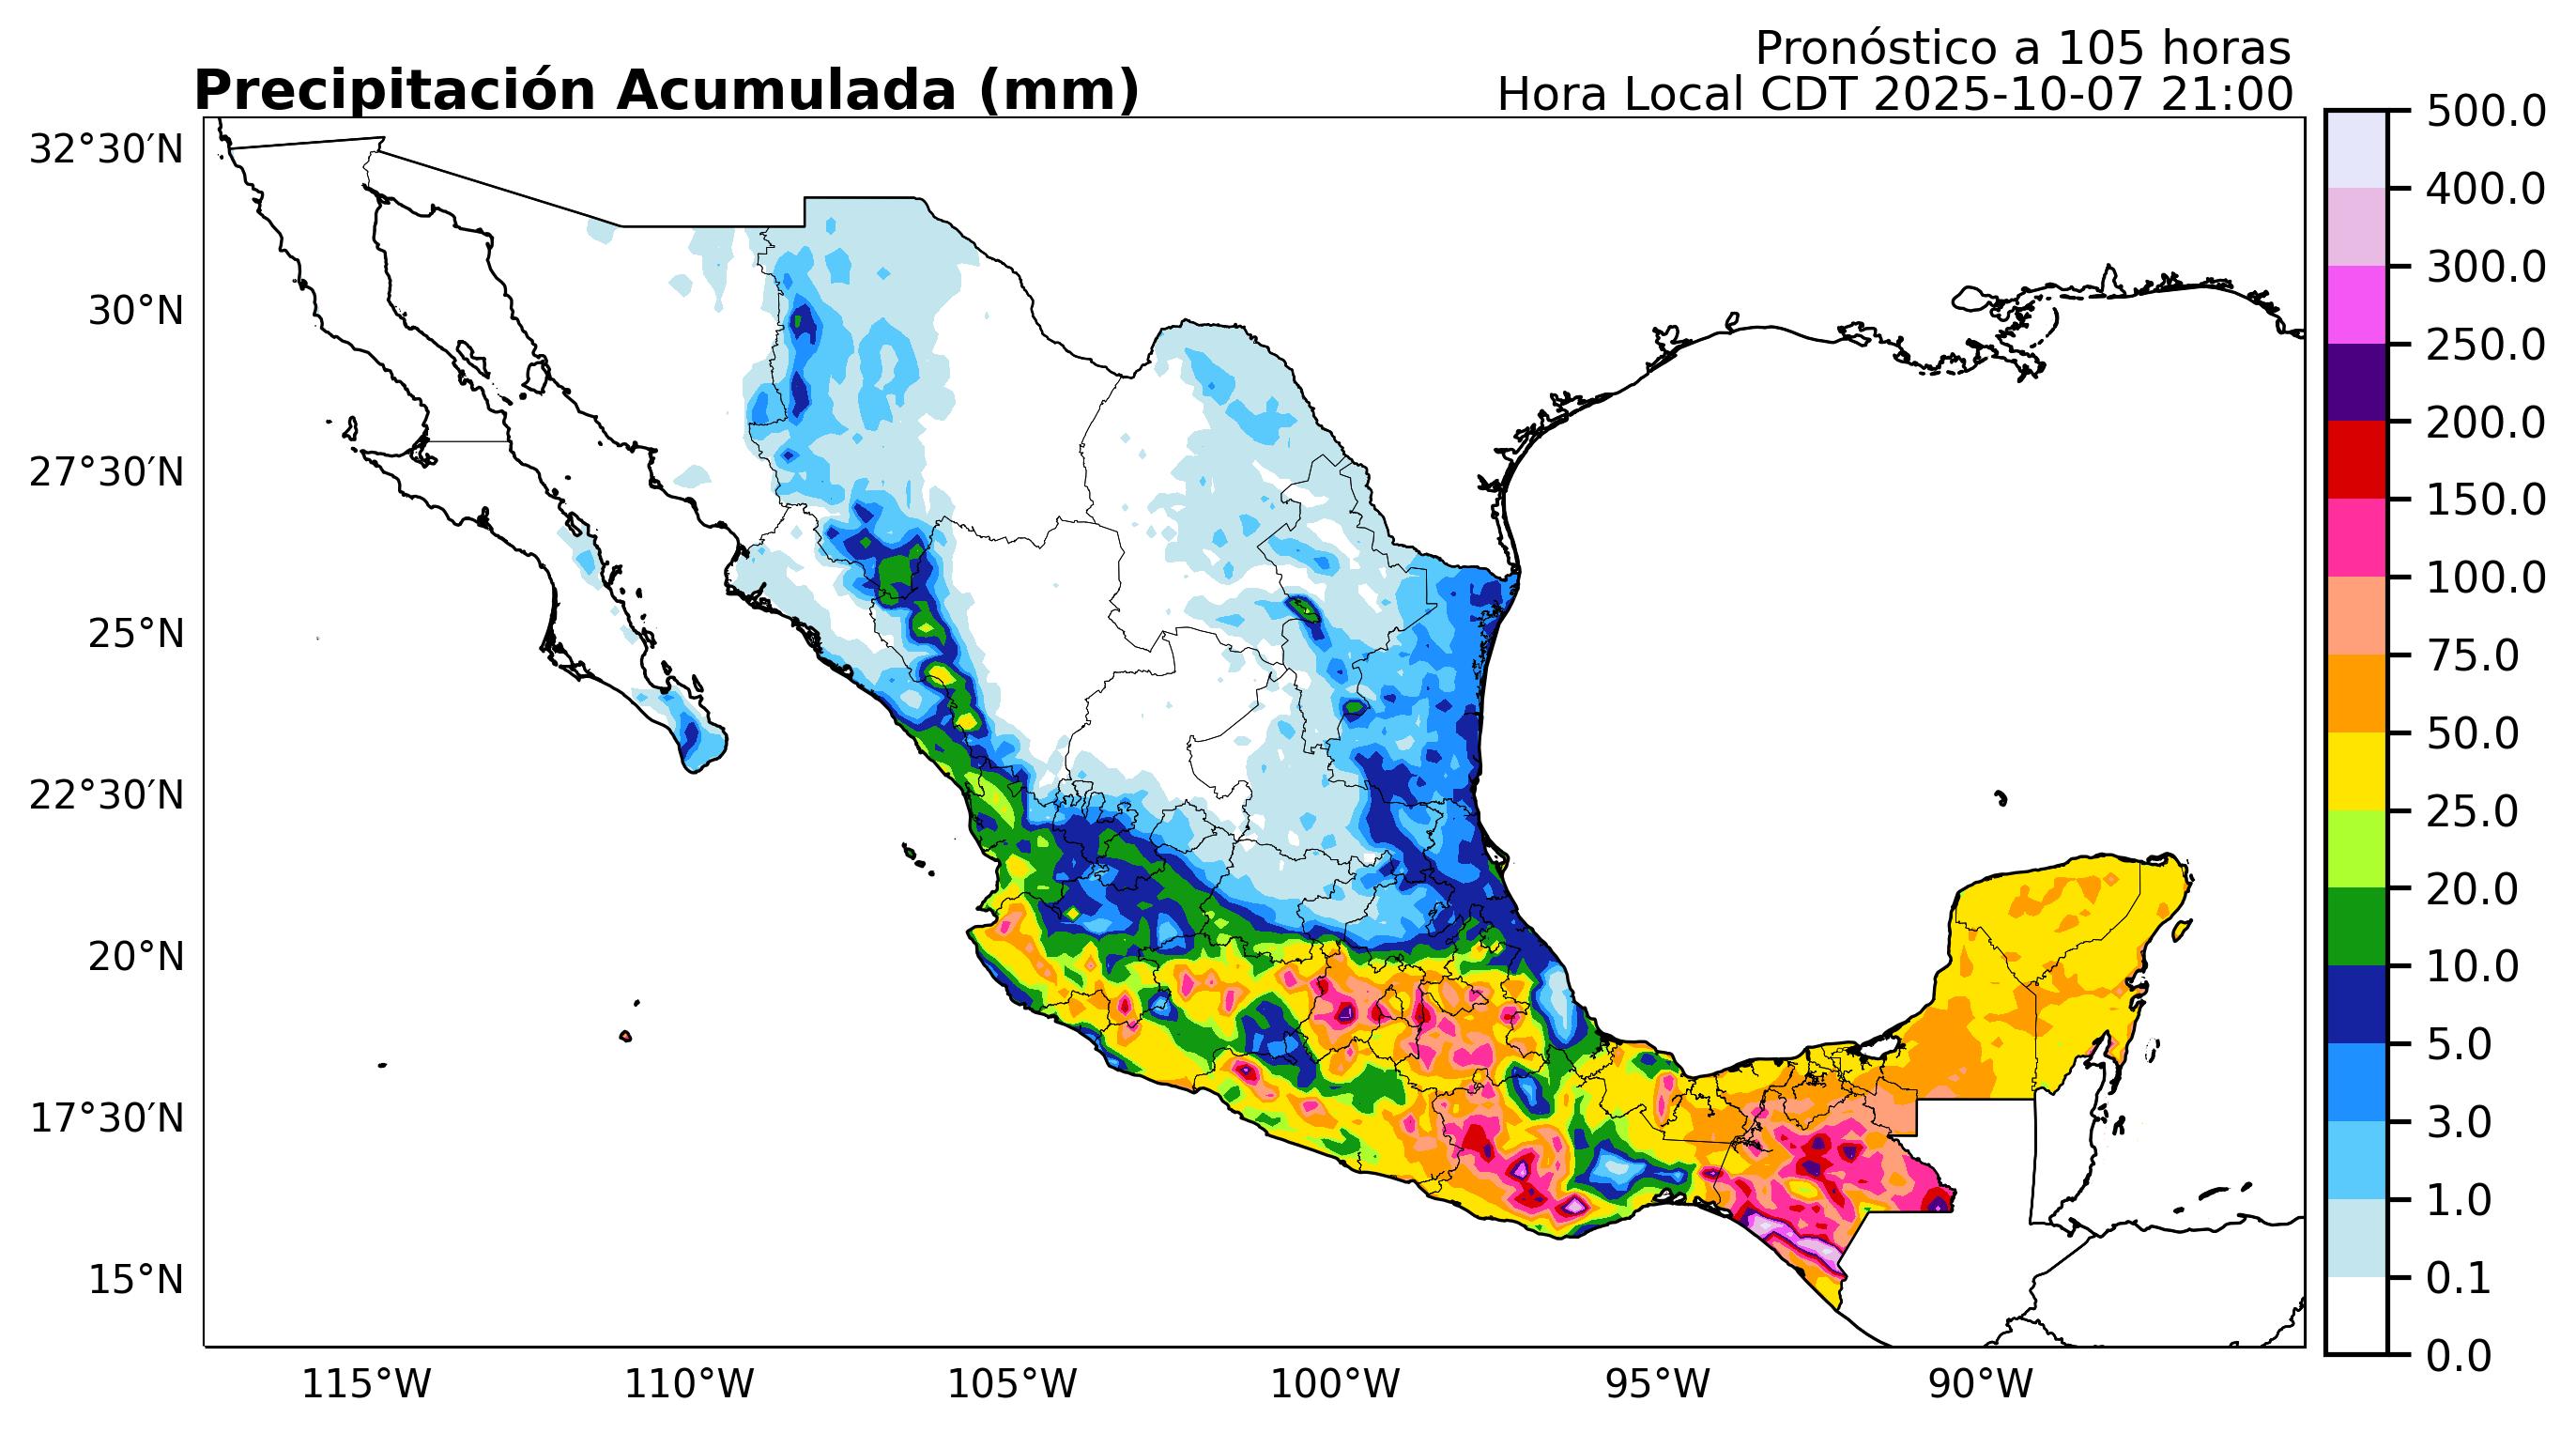 Pronóstico a 105 horas
Precipitación Acumulada (mm)
Hora Local CDT 2025-10-07 21:00
32°30′N
30°N
27°30′N
25°N
22°30′N
20°N
17°30′N
15°N
115°W
110°W
105°W
100°W
95°W
90°W
500.0
400.0
300.0
250.0
200.0
150.0
100.0
75.0
50.0
25.0
20.0
10.0
5.0
3.0
1.0
0.1
0.0